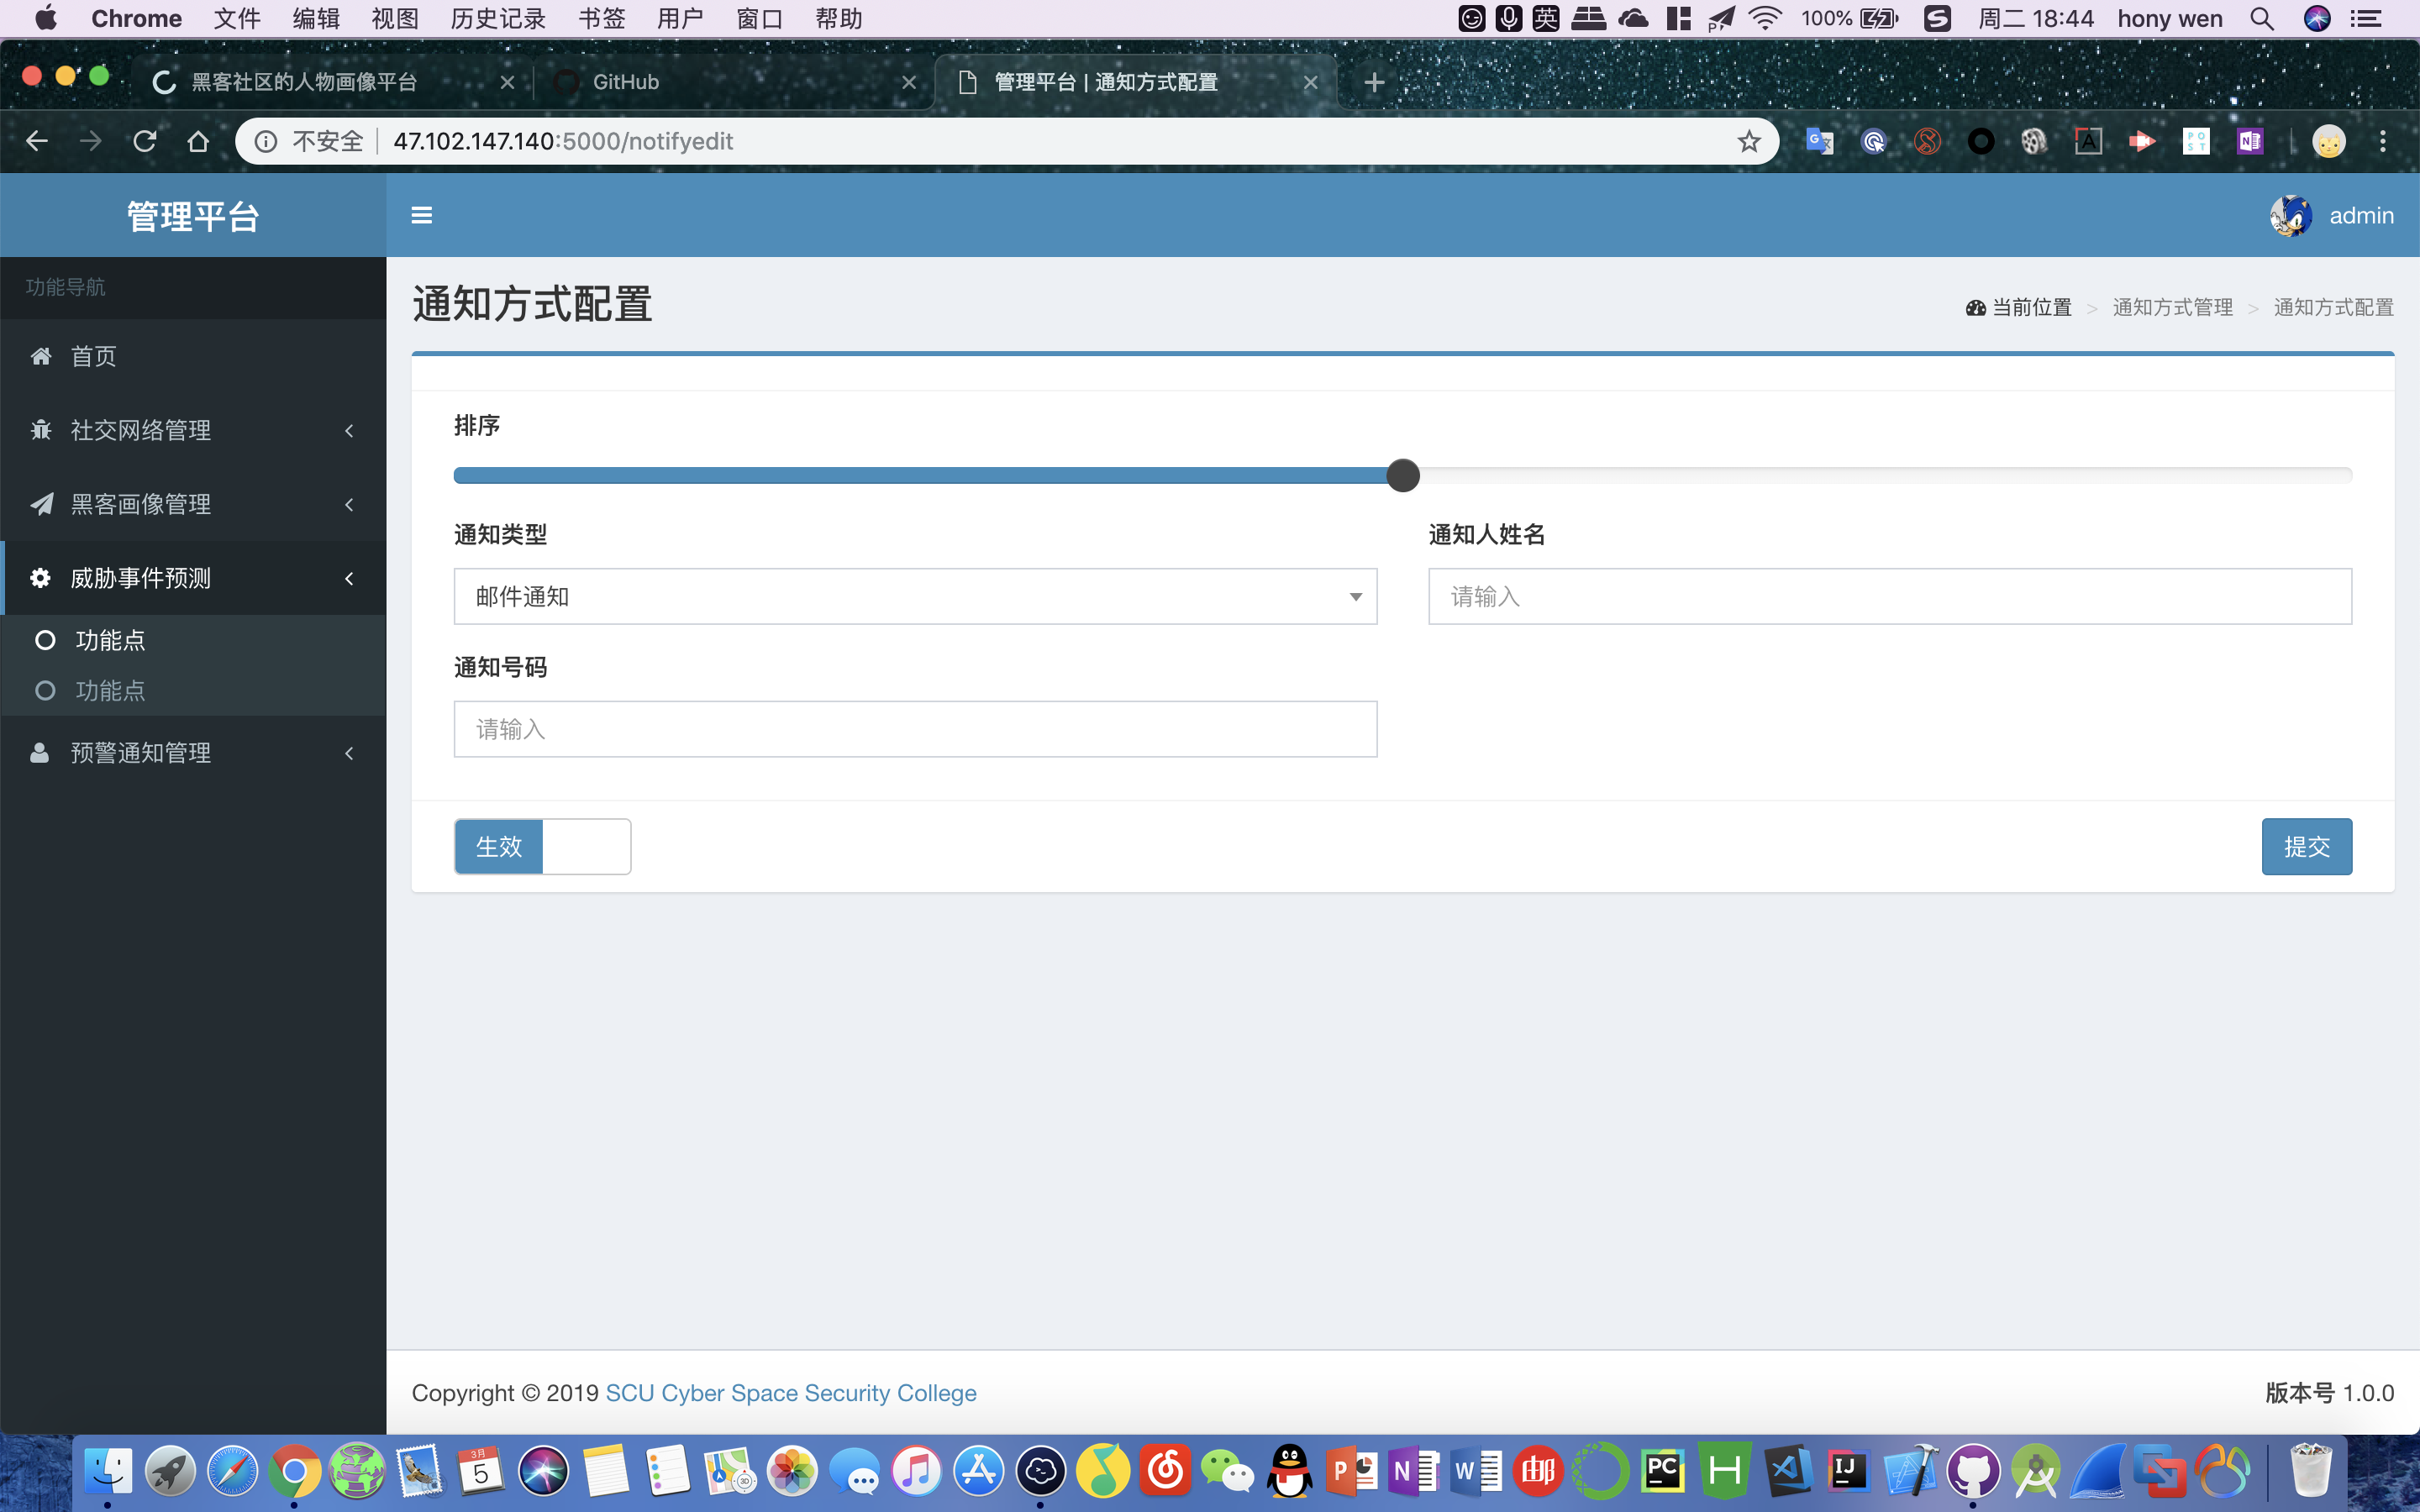 Chrome 文件 编辑 视图 历史记录 书签 用户 窗口 帮助 英 100% 周二 18:44 hony wen
黑客社区的人物画像平台 GitHub 管理平台 | 通知方式配置
不安全 47.102.147.140:5000/notifyedit
管理平台 admin
功能导航
首页
社交网络管理
黑客画像管理
威胁事件预测
功能点
功能点
预警通知管理
通知方式配置
当前位置 > 通知方式管理 > 通知方式配置
排序
通知类型 通知人姓名
邮件通知 请输入
通知号码
请输入
生效 提交
Copyright © 2019 SCU Cyber Space Security College 版本号 1.0.0
3月
5